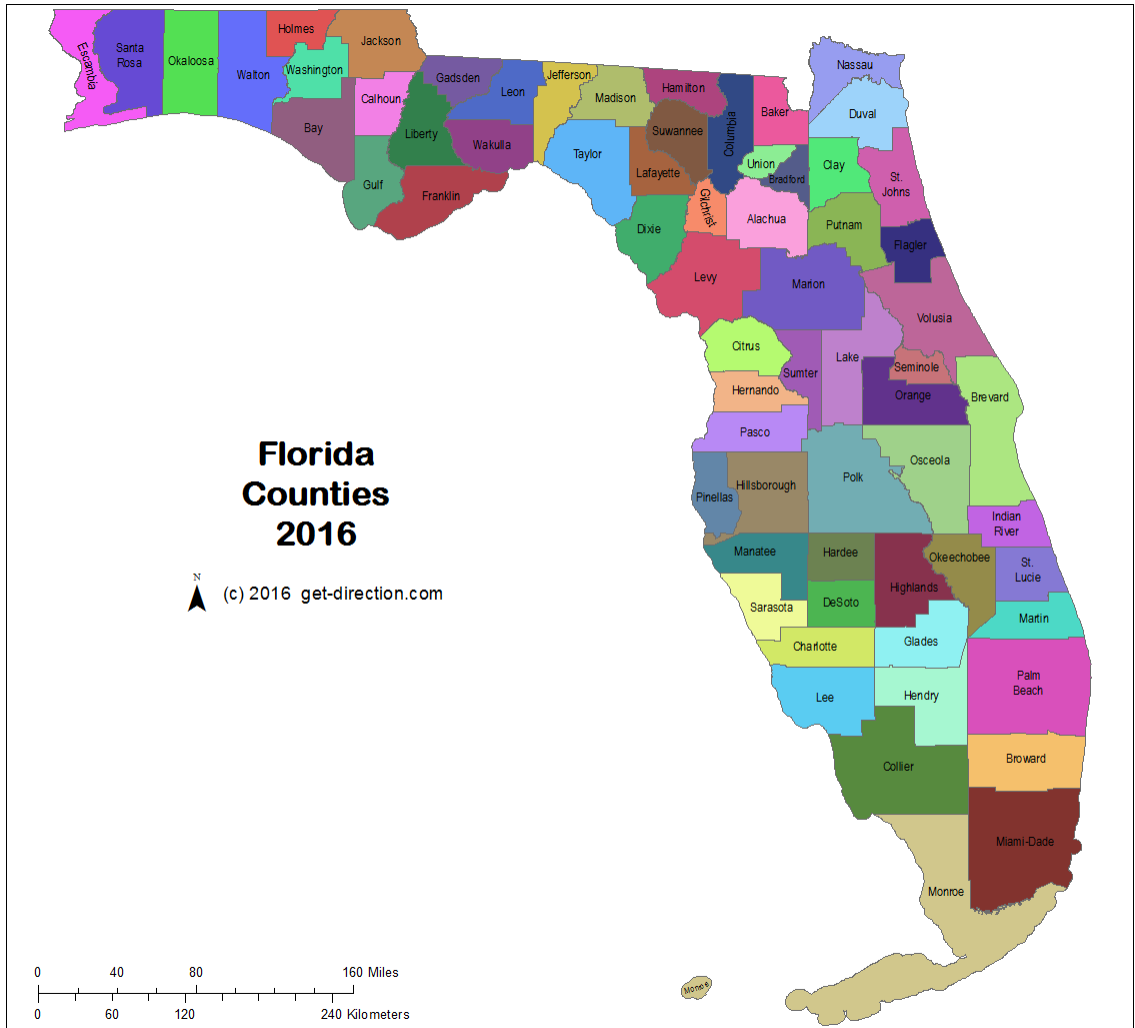 Escambia
Santa
Rosa
Okaloosa
Walton
Holmes
Washington
Jackson
Bay
Calhoun
Gulf
Liberty
Gadsden
Franklin
Leon
Wakulla
Jefferson
Madison
Taylor
Hamilton
Suwannee
Lafayette
Dixie
Columbia
Gilchrist
Baker
Union
Bradford
Alachua
Nassau
Duval
Clay
St.
Johns
Putnam
Flagler
Levy
Marion
Volusia
Citrus
Sumter
Lake
Seminole
Orange
Hernando
Brevard
Pasco
Pinellas
Hillsborough
Polk
Osceola
Indian
River
Manatee
Hardee
Highlands
Okeechobee
St.
Lucie
Sarasota
DeSoto
Martin
Charlotte
Glades
Lee
Hendry
Palm
Beach
Collier
Broward
Miami-Dade
Monroe
Monroe
Florida
Counties
2016
N
(c) 2016 get-direction.com
0 40 80 160 Miles
0 60 120 240 Kilometers